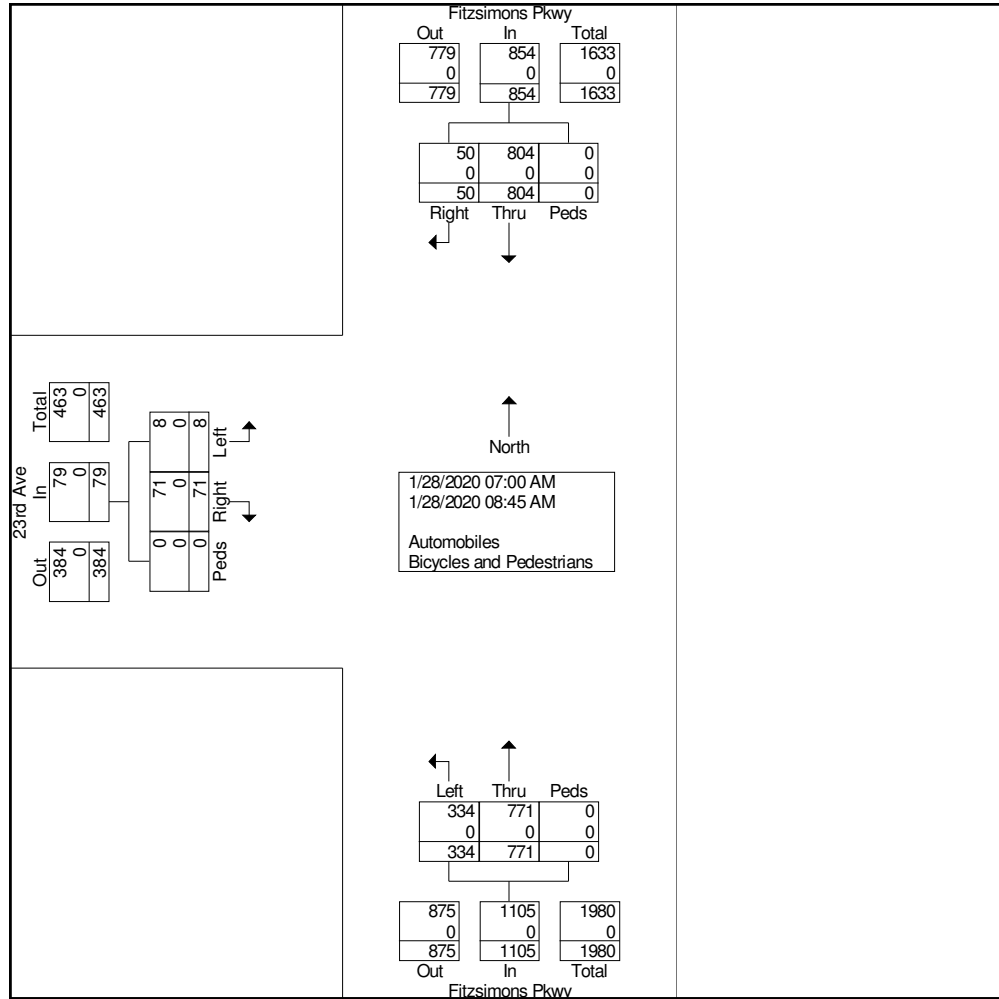 Fitzsimons Pkwy
Out In Total
779 854 1633
0 0 0
779 854 1633
50 804 0
0 0 0
50 804 0
Right Thru Peds
23rd Ave
Total
463 0 463
In
79 0 79
Out
384 0 384
8 0 8
Left
71 0 71
Right
0 0 0
Peds
North
1/28/2020 07:00 AM
1/28/2020 08:45 AM
Automobiles
Bicycles and Pedestrians
Left Thru Peds
334 771 0
0 0 0
334 771 0
875 1105 1980
0 0 0
875 1105 1980
Out In Total
Fitzsimons Pkwy